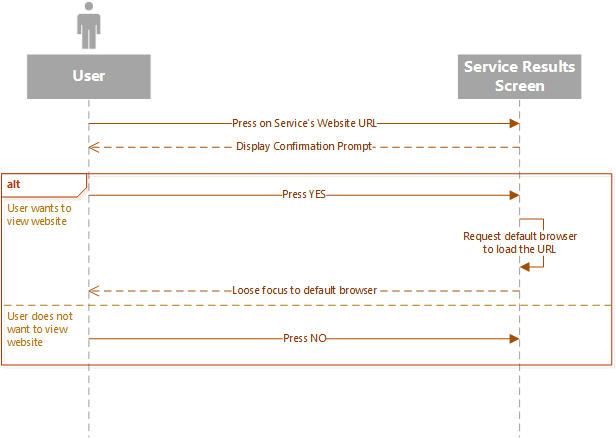 User
Service Results
Screen
Press on Service's Website URL
Display Confirmation Prompt
alt
User wants to
view website
Press YES
Request default browser
to load the URL
Loose focus to default browser
User does not
want to view
website
Press NO